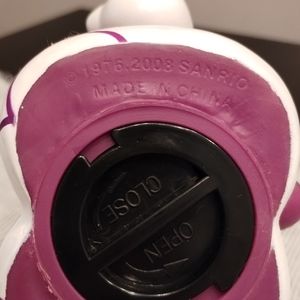 © 1976, 2008 SANRIO
MADE IN CHINA
CLOSE
OPEN